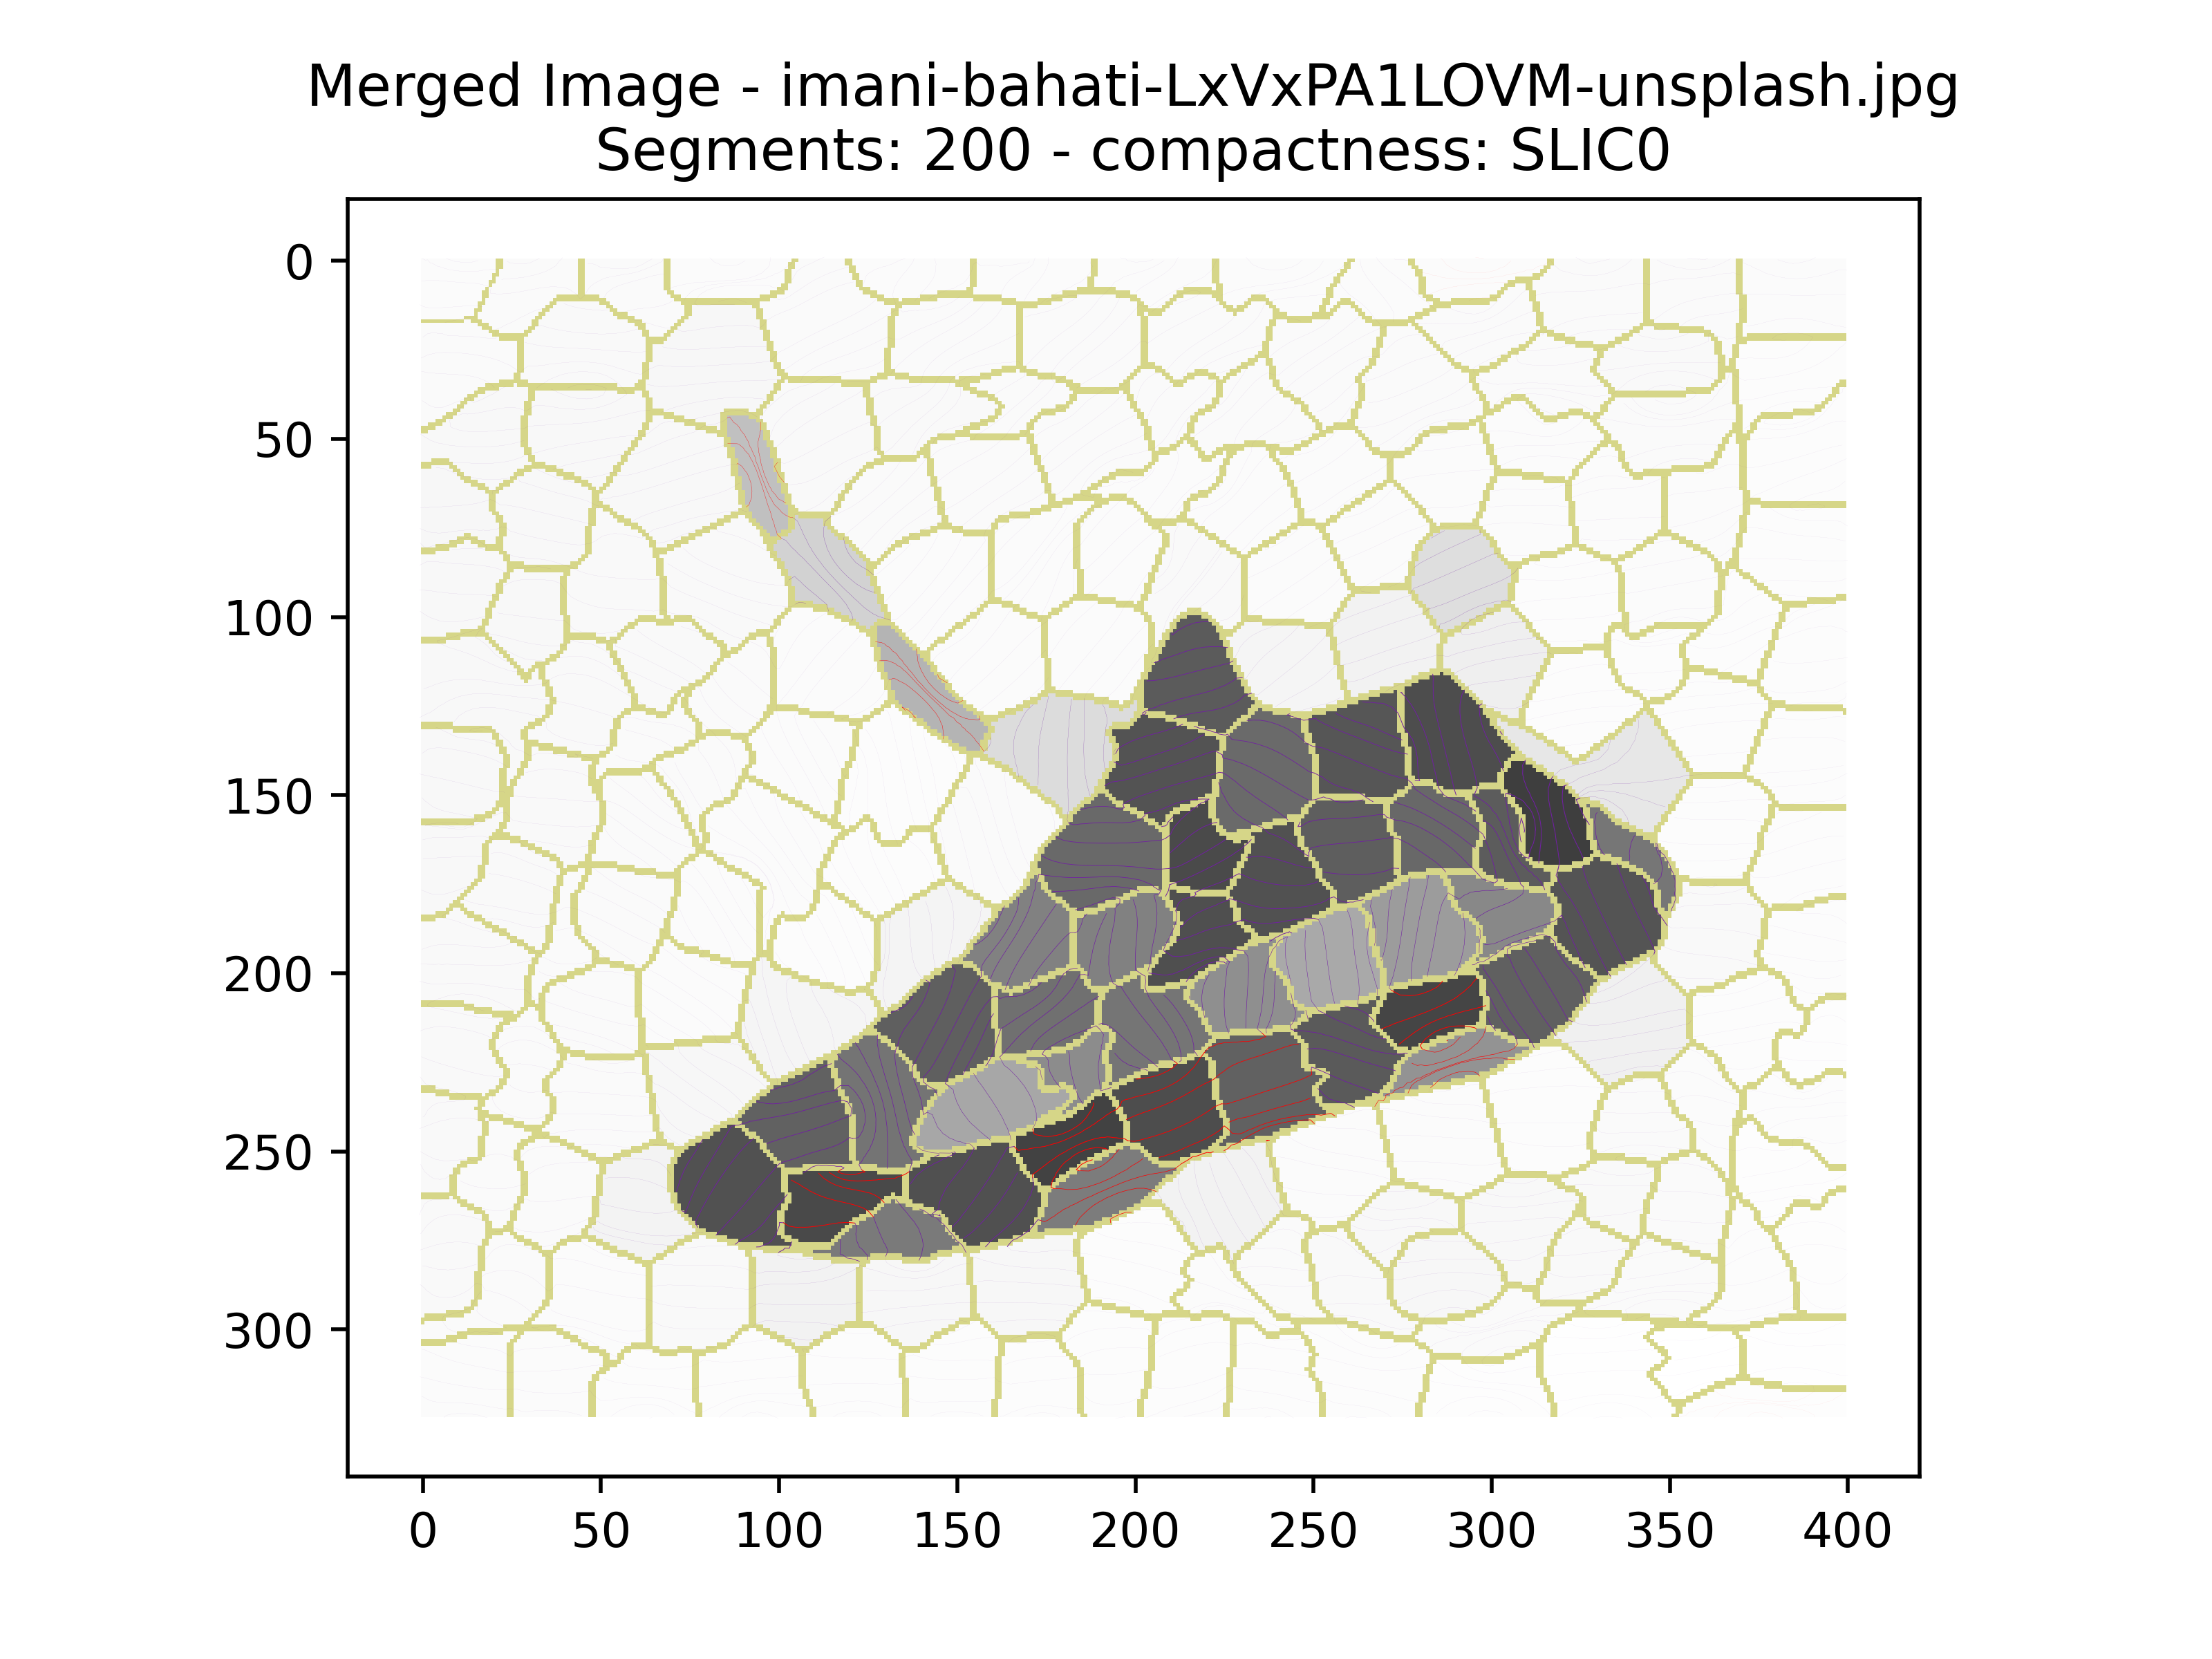 Merged Image - imani-bahati-LxVxPA1LOVM-unsplash.jpg
Segments: 200 - compactness: SLIC0
0
50
100
150
200
250
300
0 50 100 150 200 250 300 350 400